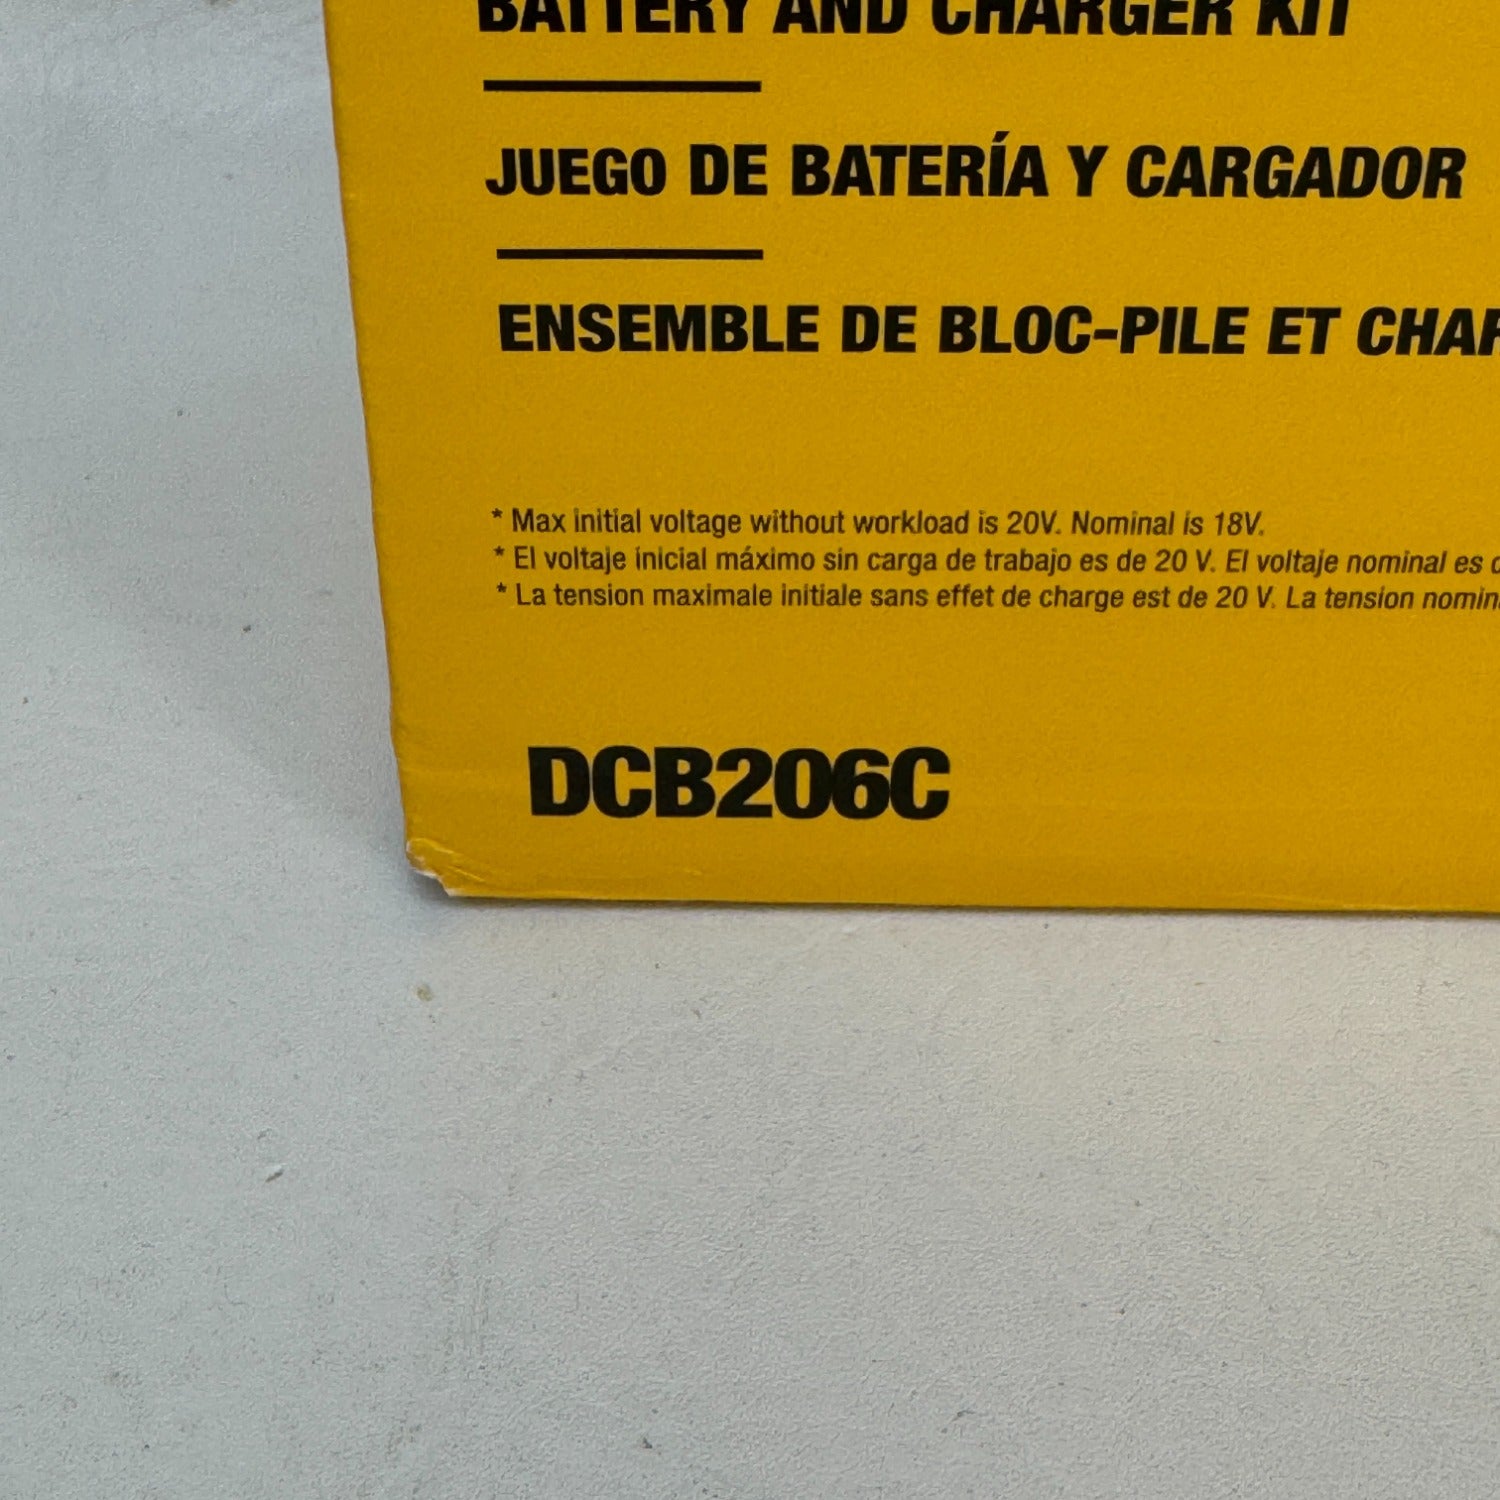 BATTERY AND CHARGER KIT
JUEGO DE BATERÍA Y CARGADOR
ENSEMBLE DE BLOC-PILE ET
* Max initial voltage without workload is 20V. Nominal is 18V.
* El voltaje inicial máximo sin carga de trabajo es de 20 V. El voltaje nominal es
* La tension maximale initiale sans effet de charge est de 20 V. La tension
DCB206C